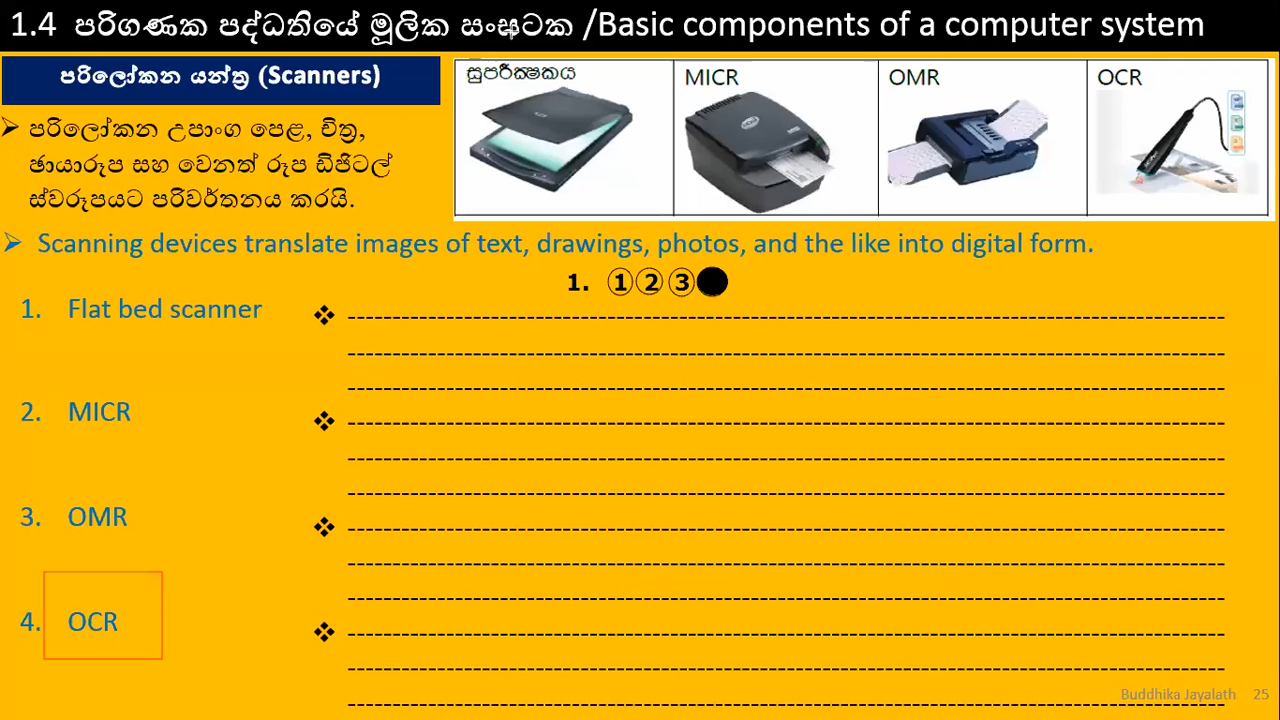 1.4 පරිගණක පද්ධතියේ මූලික සංඝටක /Basic components of a computer system
පරිලෝකන යන්ත්‍ර (Scanners)
සුපරීක්ෂකය
MICR
OMR
OCR
➢ පරිලෝකන උපාංග පෙළ, චිත්‍ර,
ඡායාරූප සහ වෙනත් රූප ඩිජිටල්
ස්වරූපයට පරිවර්තනය කරයි.
➢ Scanning devices translate images of text, drawings, photos, and the like into digital form.
1. ① ② ③ ●
1. Flat bed scanner
2. MICR
3. OMR
4. OCR
Buddhika Jayalath 25